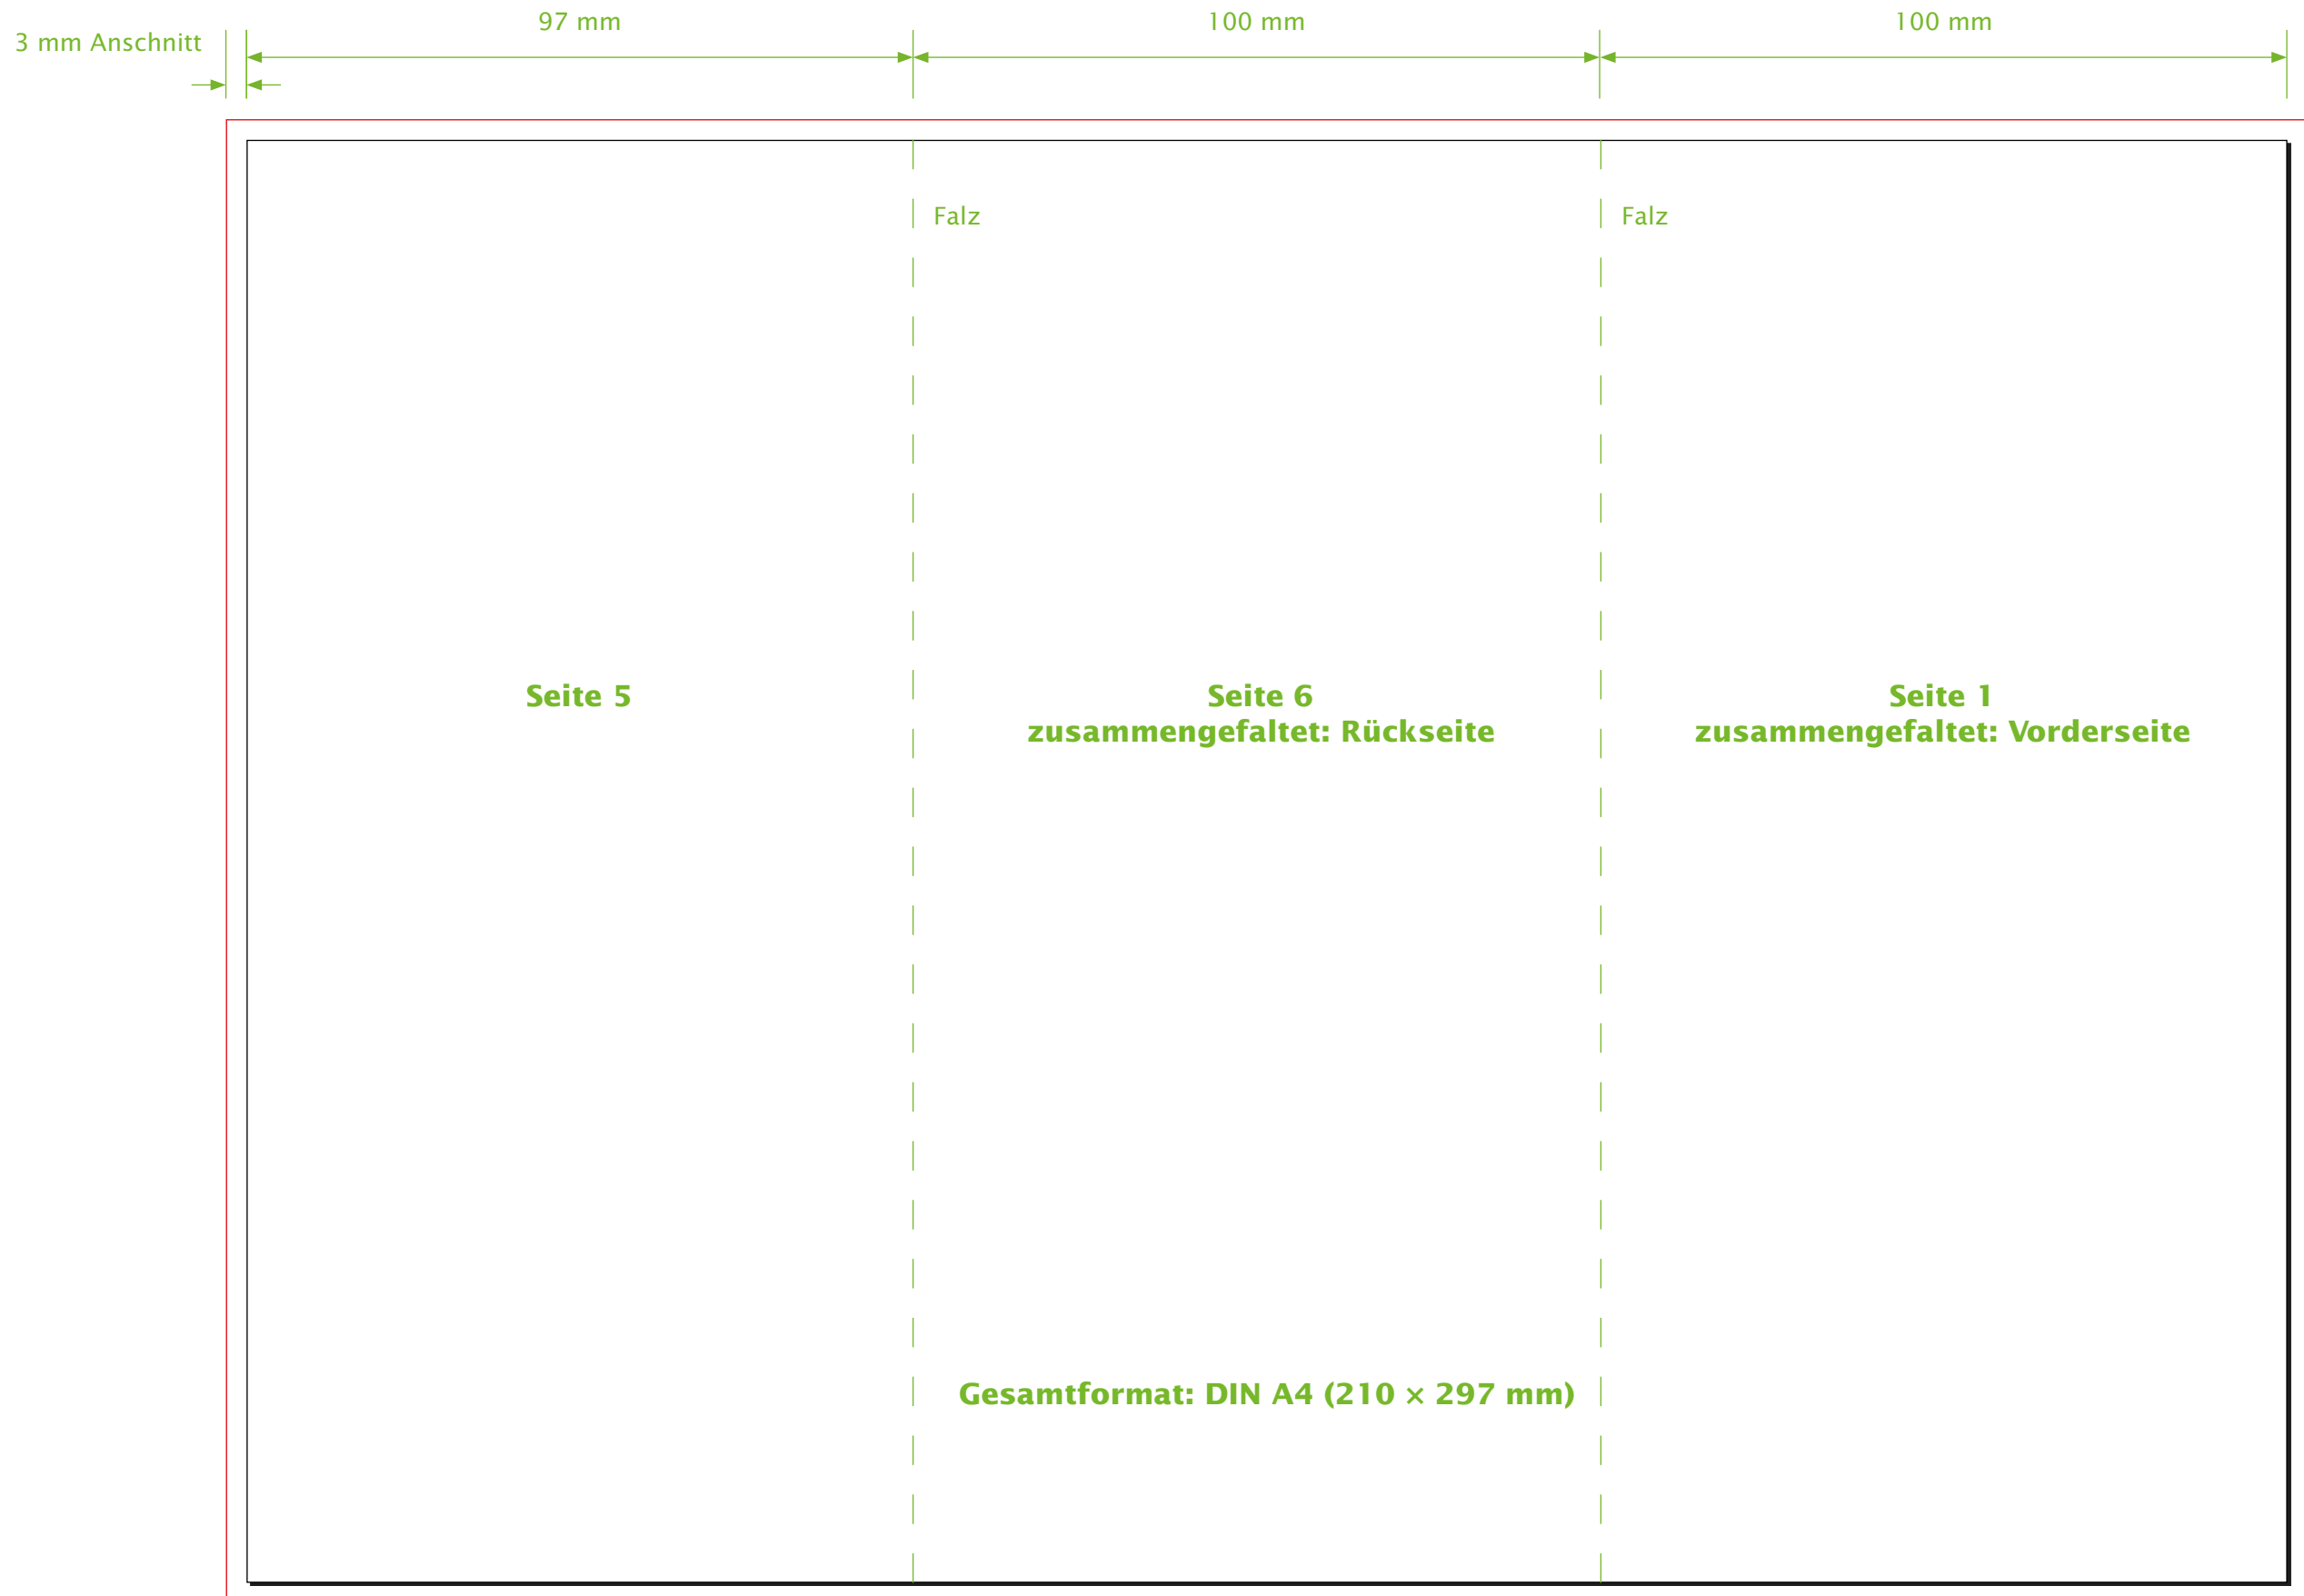 97 mm
100 mm
100 mm
3 mm Anschnitt
Falz
Falz
Seite 5
Seite 6
zusammengefaltet: Rückseite
Seite 1
zusammengefaltet: Vorderseite
Gesamtformat: DIN A4 (210 × 297 mm)